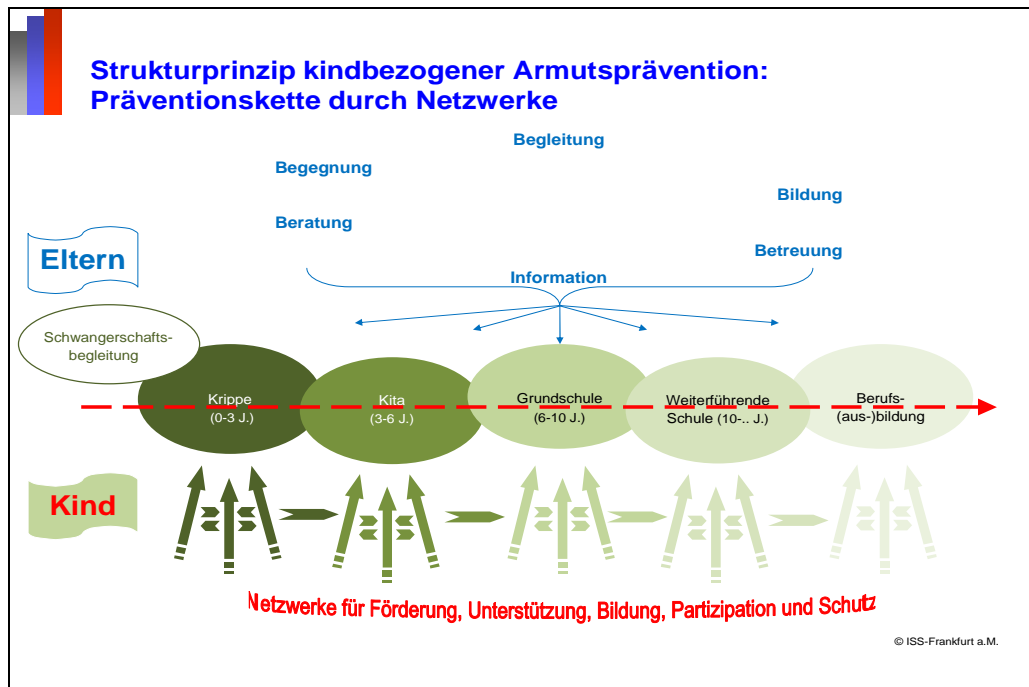 Strukturprinzip kindbezogener Armutsprävention:
Präventionskette durch Netzwerke
Begleitung
Begegnung
Bildung
Beratung
Betreuung
Eltern
Information
Schwangerschafts-
begleitung
Krippe
(0-3 J.)
Kita
(3-6 J.)
Grundschule
(6-10 J.)
Weiterführende
Schule (10-.. J.)
Berufs-
(aus-)bildung
Kind
Netzwerke für Förderung, Unterstützung, Bildung, Partizipation und Schutz
© ISS-Frankfurt a.M.